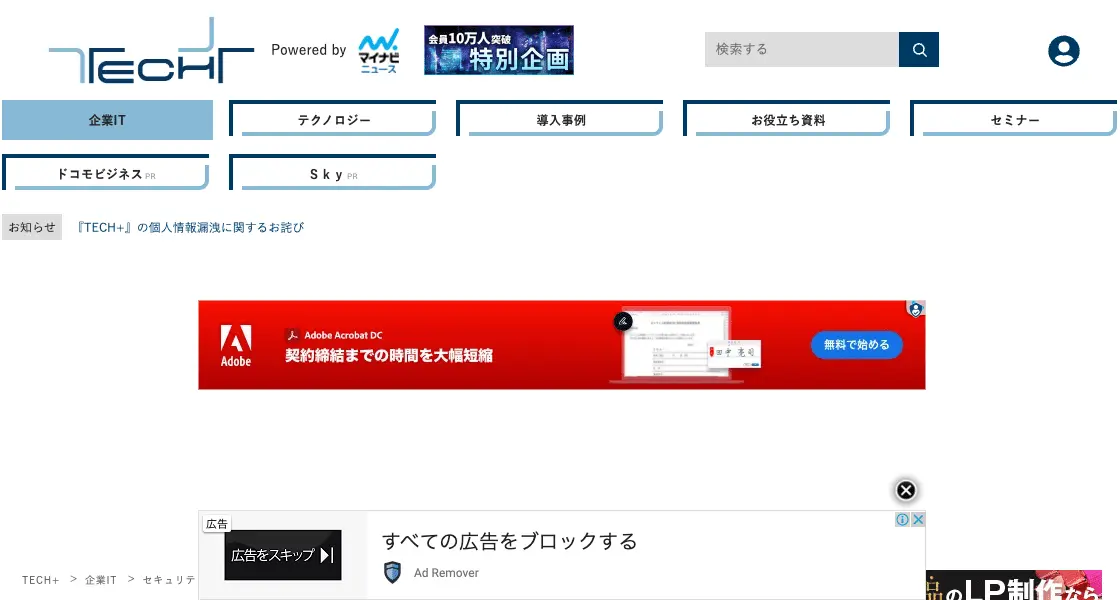 TECH+
Powered by
マイナビ
ニュース
会員10万人突破
特別企画
検索する
企業IT
テクノロジー
導入事例
お役立ち資料
セミナー
ドコモビジネス PR
Sky PR
お知らせ
『TECH+』の個人情報漏洩に関するお詫び
Adobe
Adobe Acrobat DC
契約締結までの時間を大幅短縮
無料で始める
広告
広告をスキップ
すべての広告をブロックする
Ad Remover
TECH+ > 企業IT > セキュリテ
品のLP制作なら